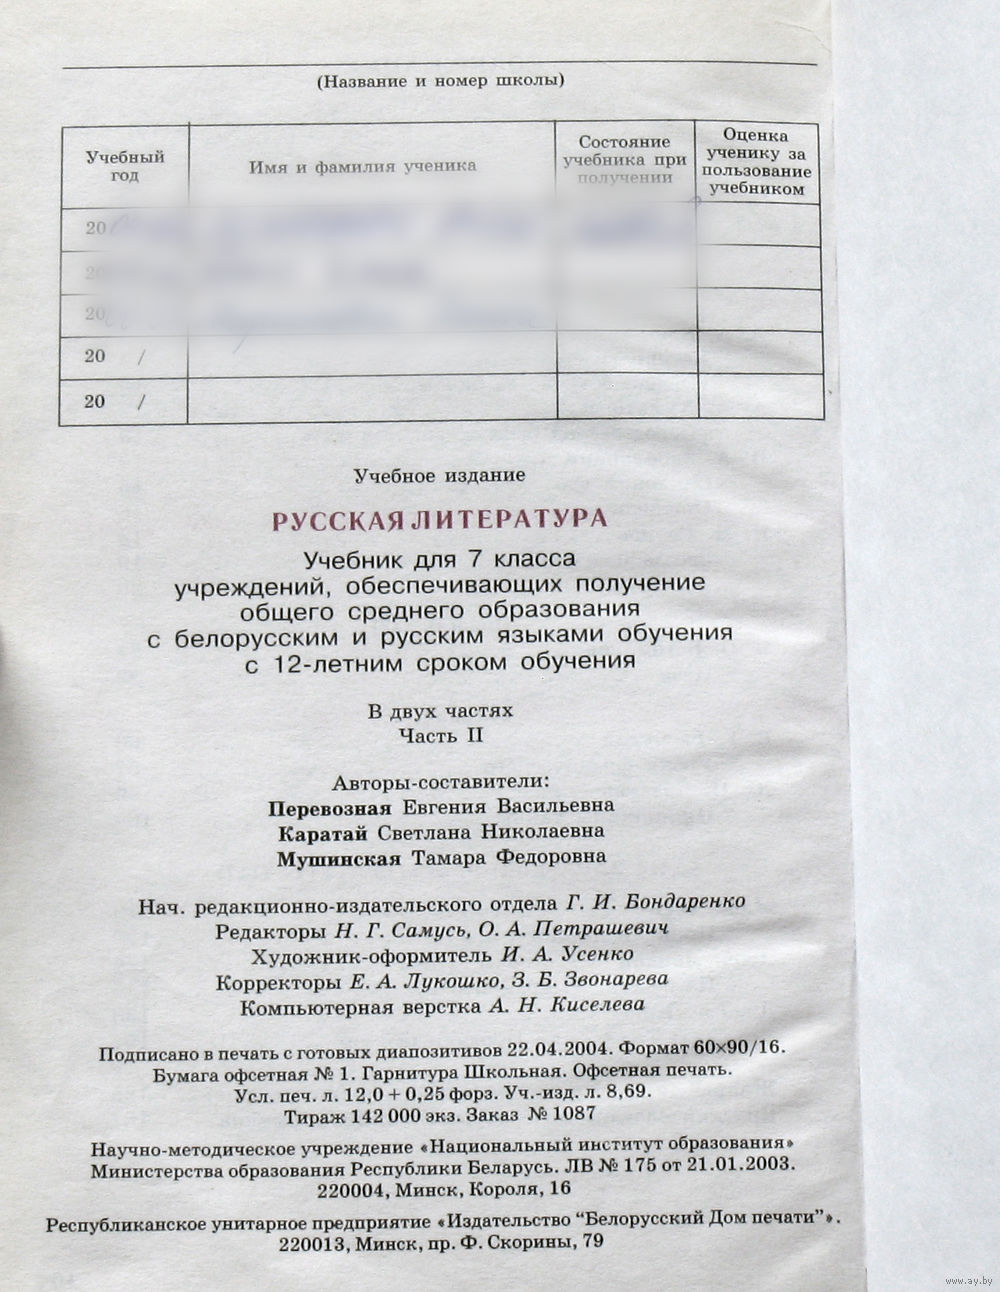 (Название и номер школы)
Учебный год
Имя и фамилия ученика
Состояние учебника при получении
Оценка ученику за пользование учебником
20
20
20
20 /
20 /
Учебное издание
РУССКАЯ ЛИТЕРАТУРА
Учебник для 7 класса
учреждений, обеспечивающих получение
общего среднего образования
с белорусским и русским языками обучения
с 12-летним сроком обучения
В двух частях
Часть II
Авторы-составители:
Перевозная Евгения Васильевна
Каратай Светлана Николаевна
Мушинская Тамара Федоровна
Нач. редакционно-издательского отдела Г. И. Бондаренко
Редакторы Н. Г. Самусь, О. А. Петрашевич
Художник-оформитель И. А. Усенко
Корректоры Е. А. Лукошко, З. Б. Звонарева
Компьютерная верстка А. Н. Киселева
Подписано в печать с готовых диапозитивов 22.04.2004. Формат 60×90/16.
Бумага офсетная № 1. Гарнитура Школьная. Офсетная печать.
Усл. печ. л. 12,0 + 0,25 форз. Уч.-изд. л. 8,69.
Тираж 142 000 экз. Заказ № 1087
Научно-методическое учреждение «Национальный институт образования»
Министерства образования Республики Беларусь. ЛВ № 175 от 21.01.2003.
220004, Минск, Короля, 16
Республиканское унитарное предприятие «Издательство “Белорусский Дом печати”».
220013, Минск, пр. Ф. Скорины, 79
www.ay.by